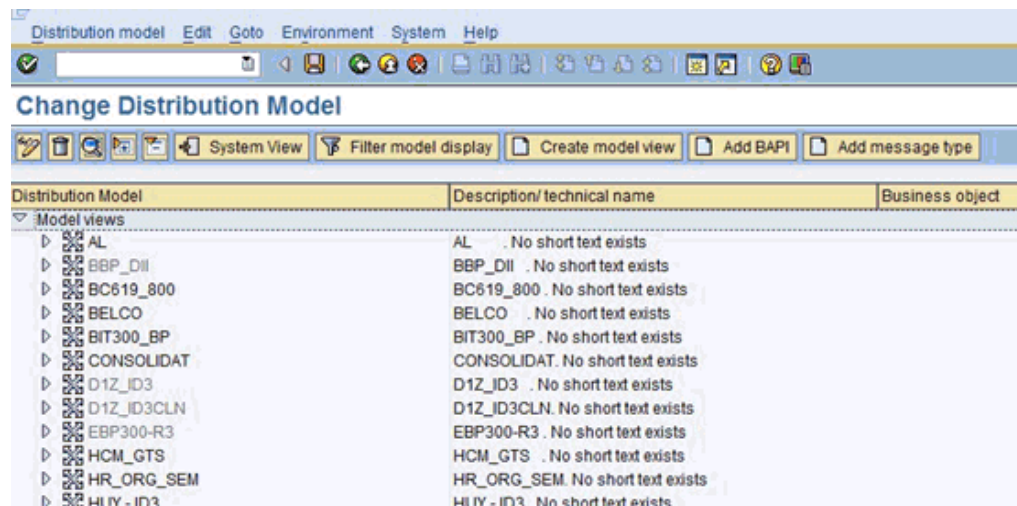 Distribution model Edit Goto Environment System Help
Change Distribution Model
System View Filter model display Create model view Add BAPI Add message type
Distribution Model Description/ technical name Business object
Model views
AL AL . No short text exists
BBP_DII BBP_DII . No short text exists
BC619_800 BC619_800 . No short text exists
BELCO BELCO . No short text exists
BIT300_BP BIT300_BP . No short text exists
CONSOLIDAT CONSOLIDAT. No short text exists
D1Z_ID3 D1Z_ID3 . No short text exists
D1Z_ID3CLN D1Z_ID3CLN. No short text exists
EBP300-R3 EBP300-R3 . No short text exists
HCM_GTS HCM_GTS . No short text exists
HR_ORG_SEM HR_ORG_SEM. No short text exists
No short text exists